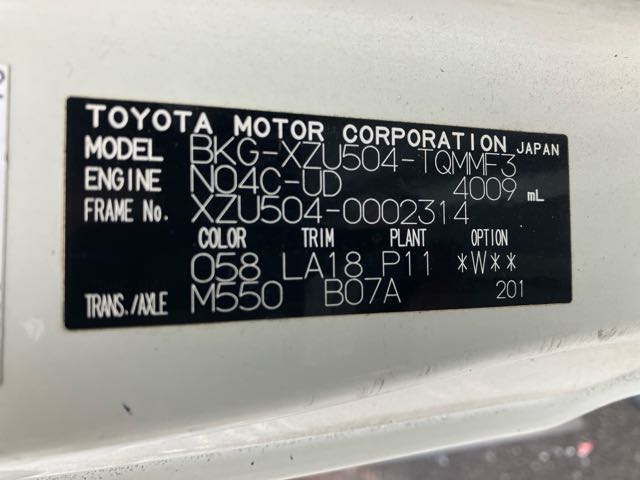 TOYOTA MOTOR CORPORATION JAPAN
MODEL BKG-XZU504-TQMMF3
ENGINE N04C-UD 4009 mL
FRAME No. XZU504-0002314
COLOR TRIM PLANT OPTION
058 LA18 P11 *W**
TRANS./AXLE M550 B07A 201